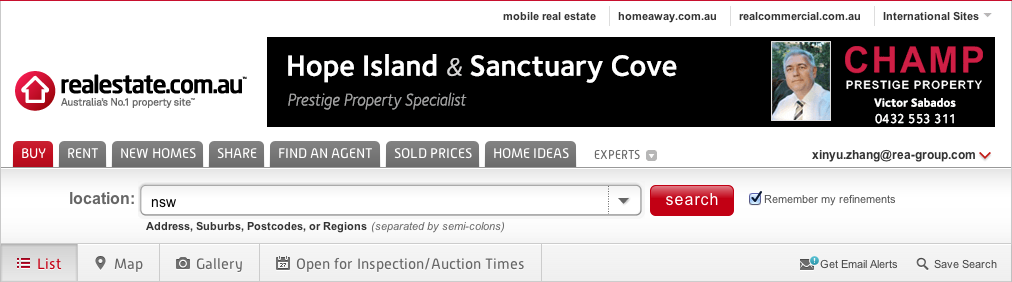 mobile real estate homeaway.com.au realcommercial.com.au International Sites
Hope Island & Sanctuary Cove
Prestige Property Specialist
CHAMP
PRESTIGE PROPERTY
Victor Sabados
0432 553 311
realestate.com.au™
Australia's No.1 property site™
BUY RENT NEW HOMES SHARE FIND AN AGENT SOLD PRICES HOME IDEAS EXPERTS xinyu.zhang@rea-group.com
location: nsw search Remember my refinements
Address, Suburbs, Postcodes, or Regions (separated by semi-colons)
List Map Gallery 27 Open for Inspection/Auction Times Get Email Alerts Save Search